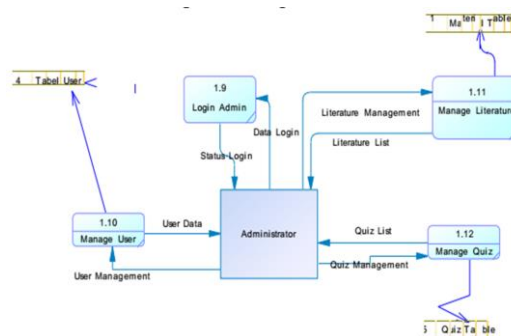 1
4 Tabel User
1.9
Login Admin
1.11
Manage Literatur
Literature Management
Literature List
Data Login
Status Login
1.10
Manage User
User Data
User Management
Administrator
Quiz List
Quiz Management
1.12
Manage Quiz
Quiz Table